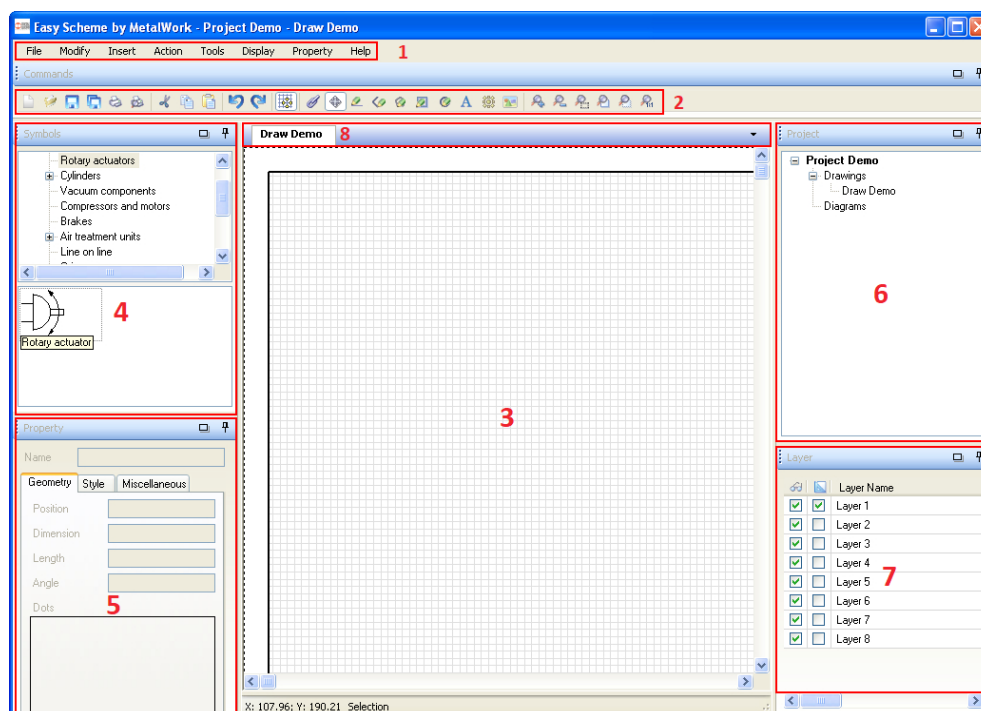 Easy Scheme by MetalWork - Project Demo - Draw Demo
File Modify Insert Action Tools Display Property Help 1
Commands
2
Symbols
Rotary actuators
Cylinders
Vacuum components
Compressors and motors
Brakes
Air treatment units
Line on line
4
Rotary actuator
Property
Name
Geometry Style Miscellaneous
Position
Dimension
Length
Angle
Dots
5
Draw Demo 8
3
X: 107.96; Y: 190.21 Selection
Project
Project Demo
Drawings
Draw Demo
Diagrams
6
Layer
Layer Name
Layer 1
Layer 2
Layer 3
Layer 4
Layer 5
Layer 6
Layer 7
Layer 8
7